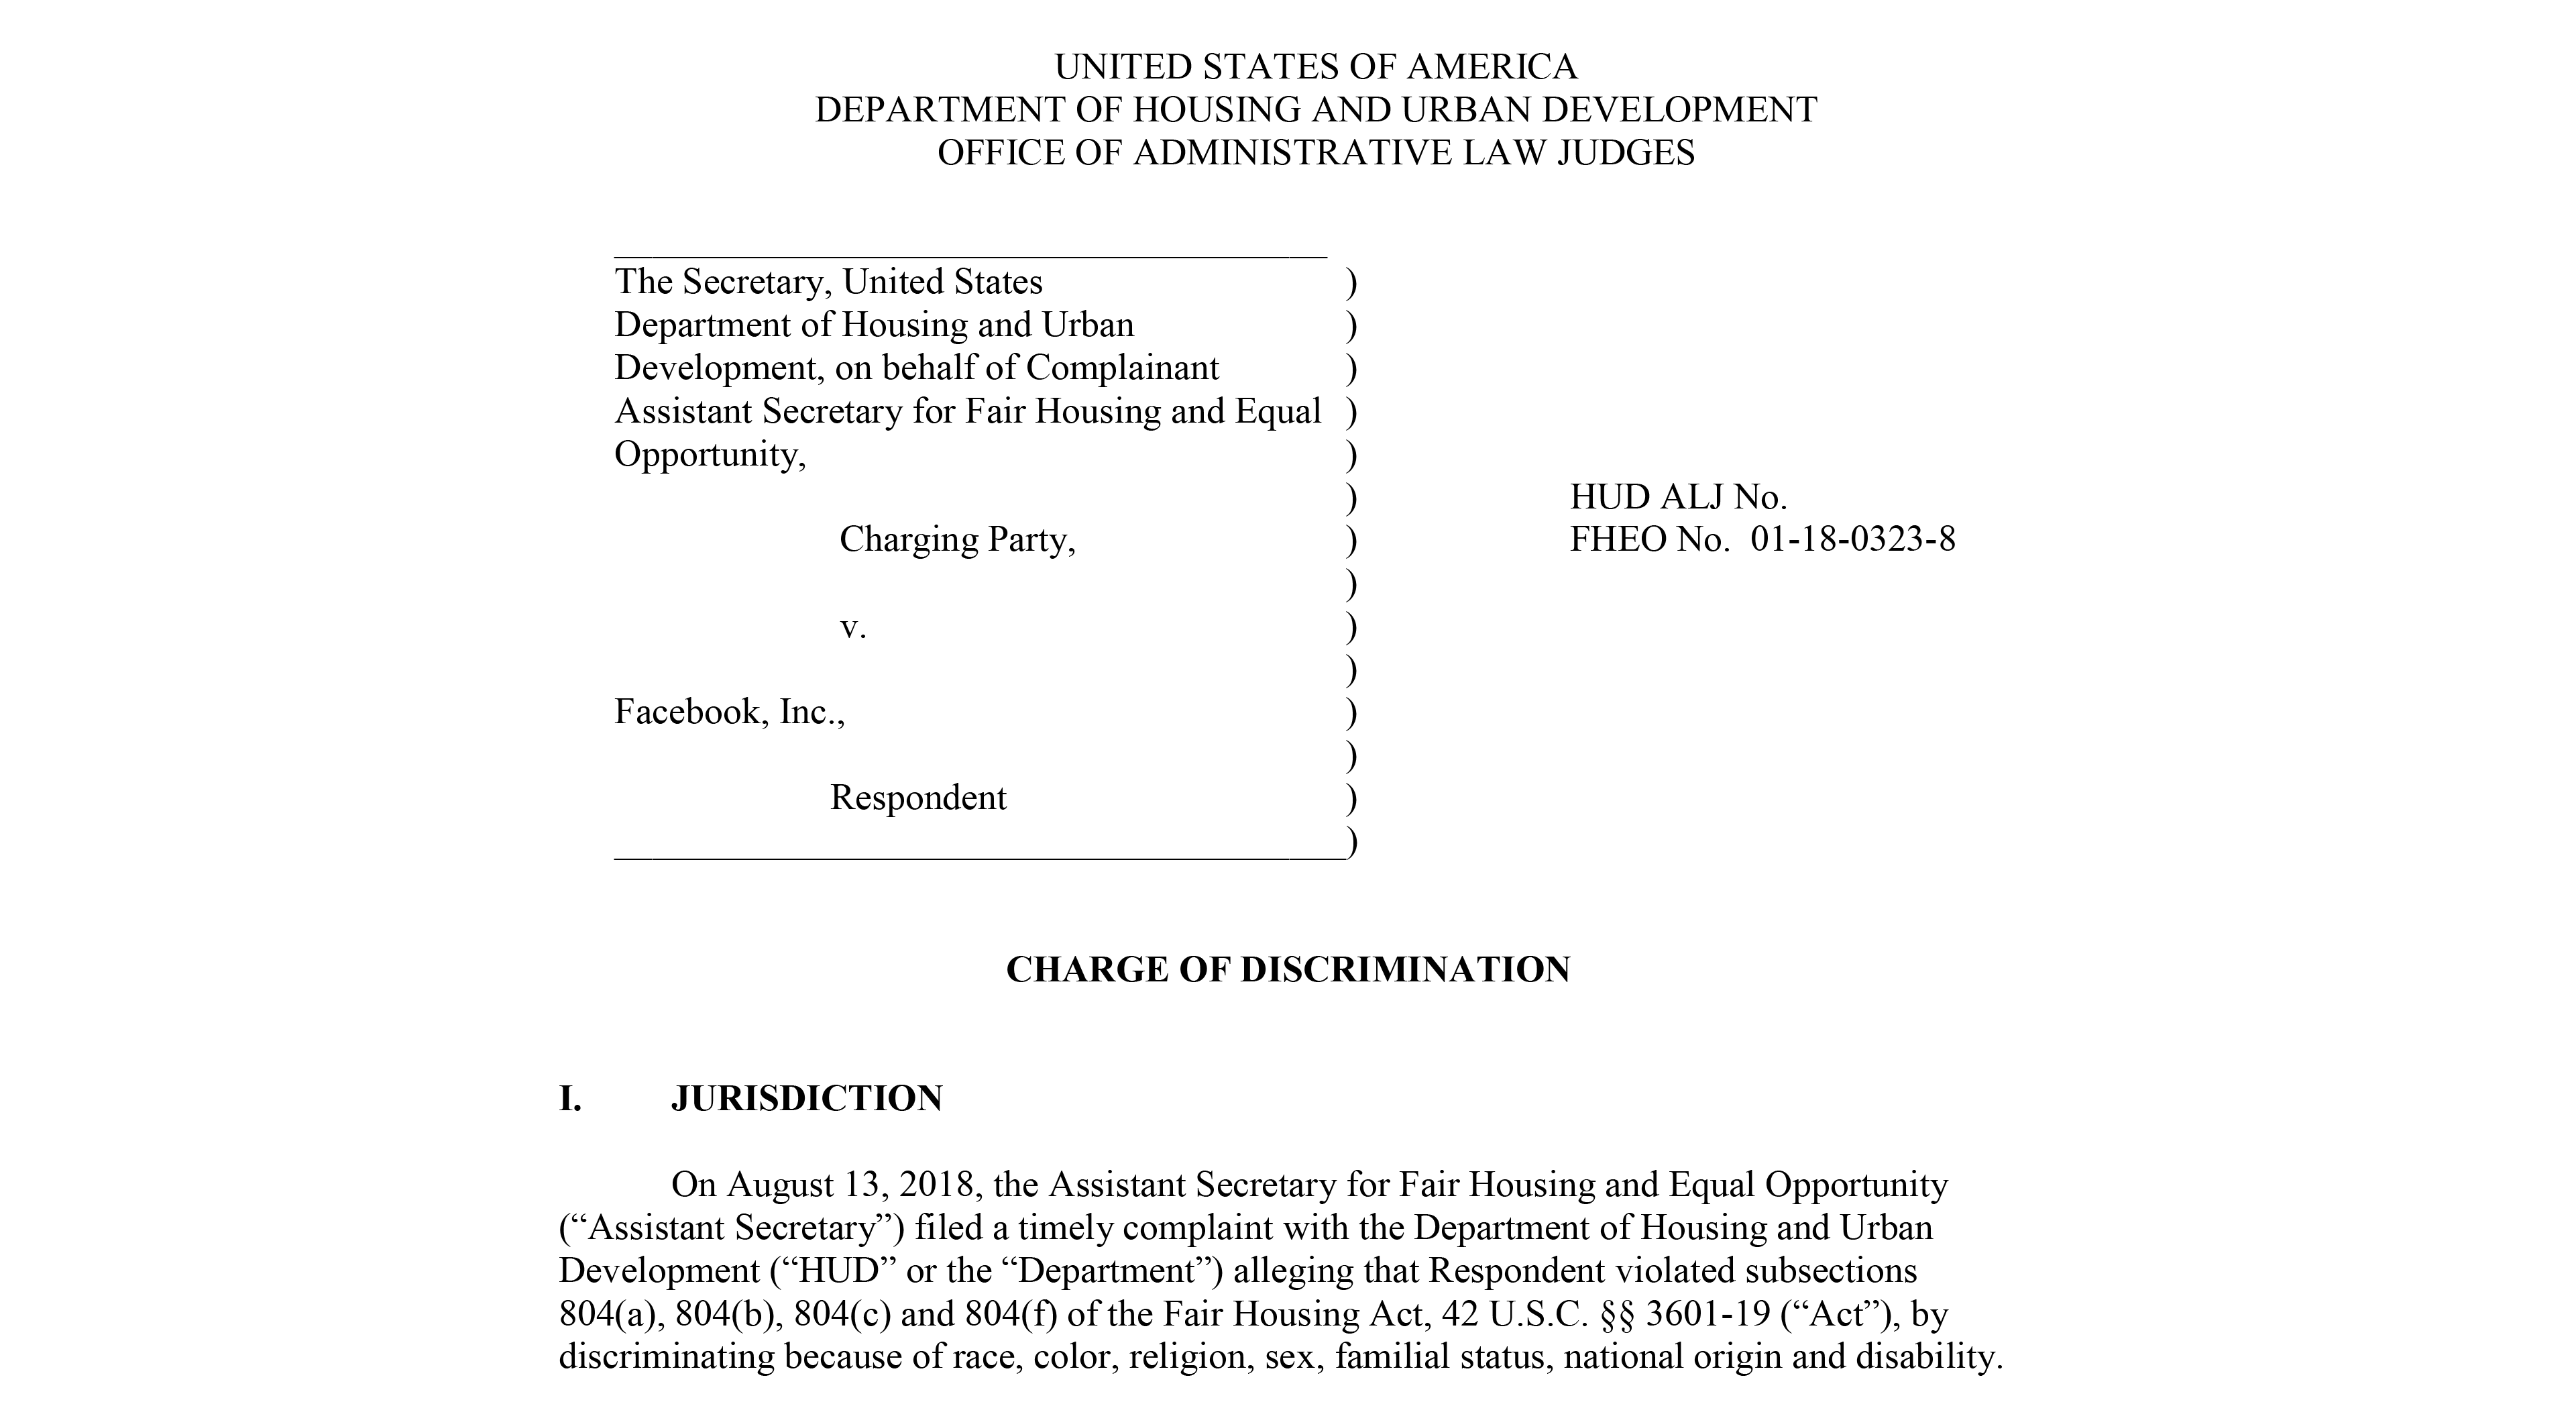 UNITED STATES OF AMERICA
DEPARTMENT OF HOUSING AND URBAN DEVELOPMENT
OFFICE OF ADMINISTRATIVE LAW JUDGES
The Secretary, United States )
Department of Housing and Urban )
Development, on behalf of Complainant )
Assistant Secretary for Fair Housing and Equal )
Opportunity, )
) HUD ALJ No.
Charging Party, ) FHEO No. 01-18-0323-8
)
v. )
)
Facebook, Inc., )
)
Respondent )
)
CHARGE OF DISCRIMINATION
I. JURISDICTION
On August 13, 2018, the Assistant Secretary for Fair Housing and Equal Opportunity
(“Assistant Secretary”) filed a timely complaint with the Department of Housing and Urban
Development (“HUD” or the “Department”) alleging that Respondent violated subsections
804(a), 804(b), 804(c) and 804(f) of the Fair Housing Act, 42 U.S.C. §§ 3601-19 (“Act”), by
discriminating because of race, color, religion, sex, familial status, national origin and disability.